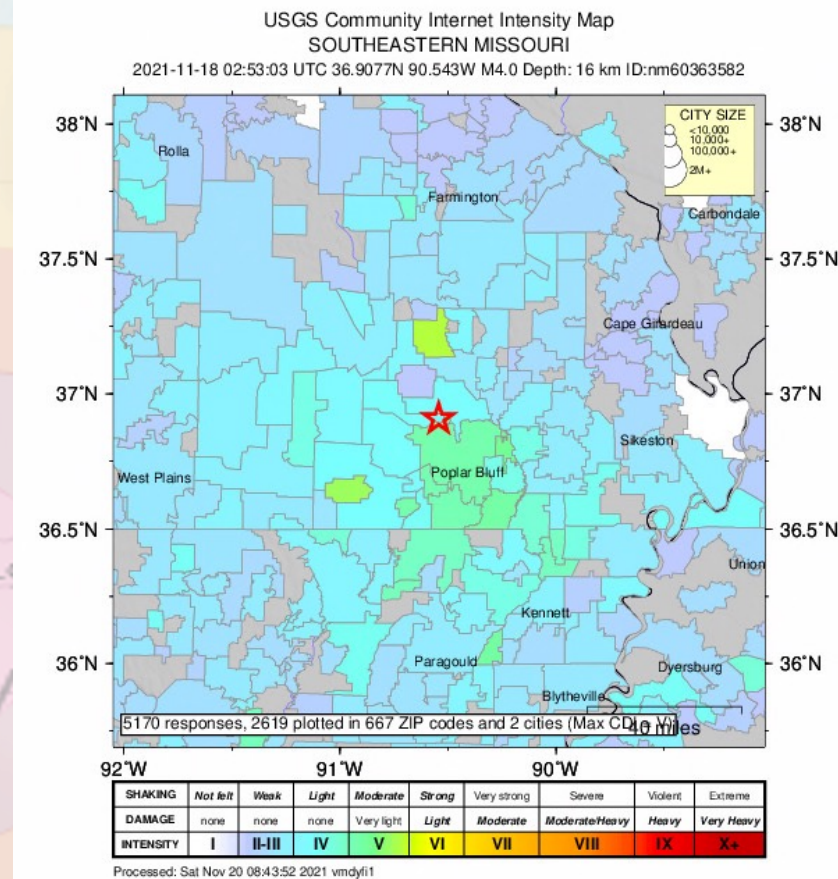 USGS Community Internet Intensity Map
SOUTHEASTERN MISSOURI
2021-11-18 02:53:03 UTC 36.9077N 90.543W M4.0 Depth: 16 km ID:nm60363582
CITY SIZE
<10,000
10,000+
100,000+
2M+
38°N
38°N
Rolla
Farmington
Carbondale
37.5°N
37.5°N
Cape Girardeau
37°N
37°N
Sikeston
Poplar Bluff
West Plains
36.5°N
36.5°N
Union
Kennett
36°N
36°N
Paragould
Dyersburg
Blytheville
5170 responses, 2619 plotted in 667 ZIP codes and 2 cities (Max CDI = V)
40 miles
92°W 91°W 90°W
SHAKING Not felt Weak Light Moderate Strong Very strong Severe Violent Extreme
DAMAGE none none none Very light Light Moderate Moderate/Heavy Heavy Very Heavy
INTENSITY I II-III IV V VI VII VIII IX X+
Processed: Sat Nov 20 08:43:52 2021 vmdyfi1